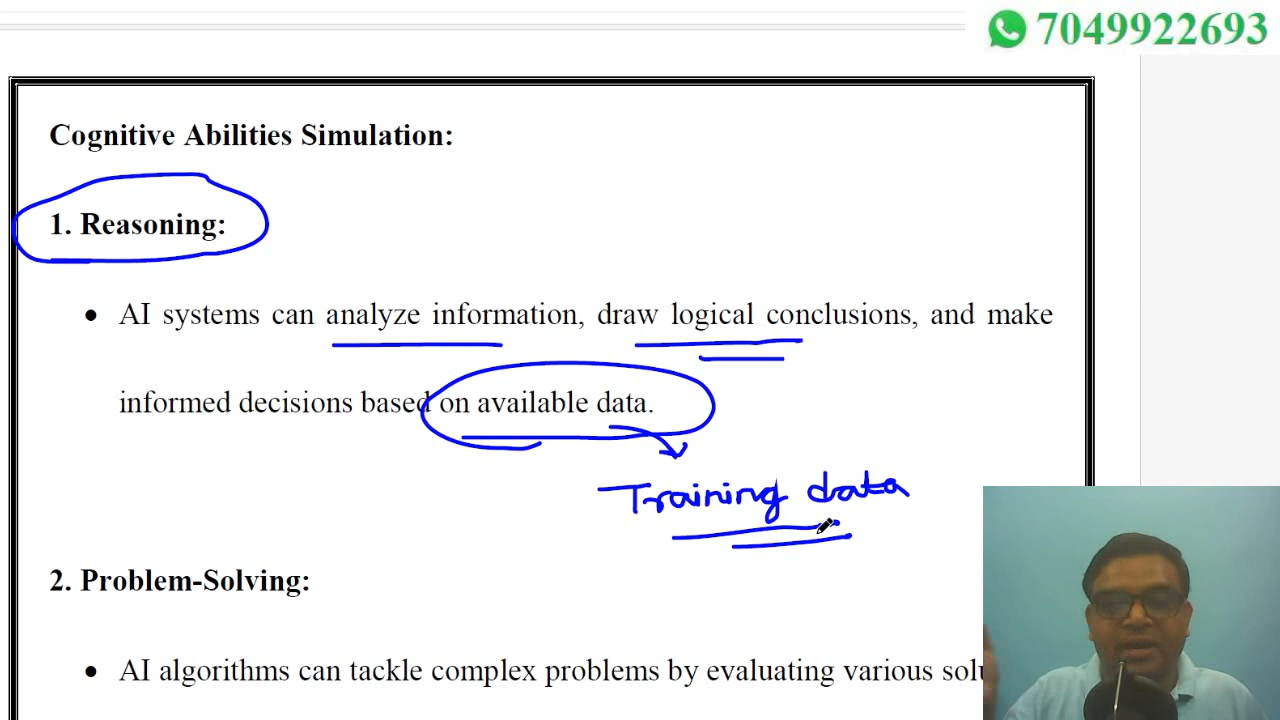 7049922693
Cognitive Abilities Simulation:
1. Reasoning:
• AI systems can analyze information, draw logical conclusions, and make
informed decisions based on available data.
Training data
2. Problem-Solving:
• AI algorithms can tackle complex problems by evaluating various